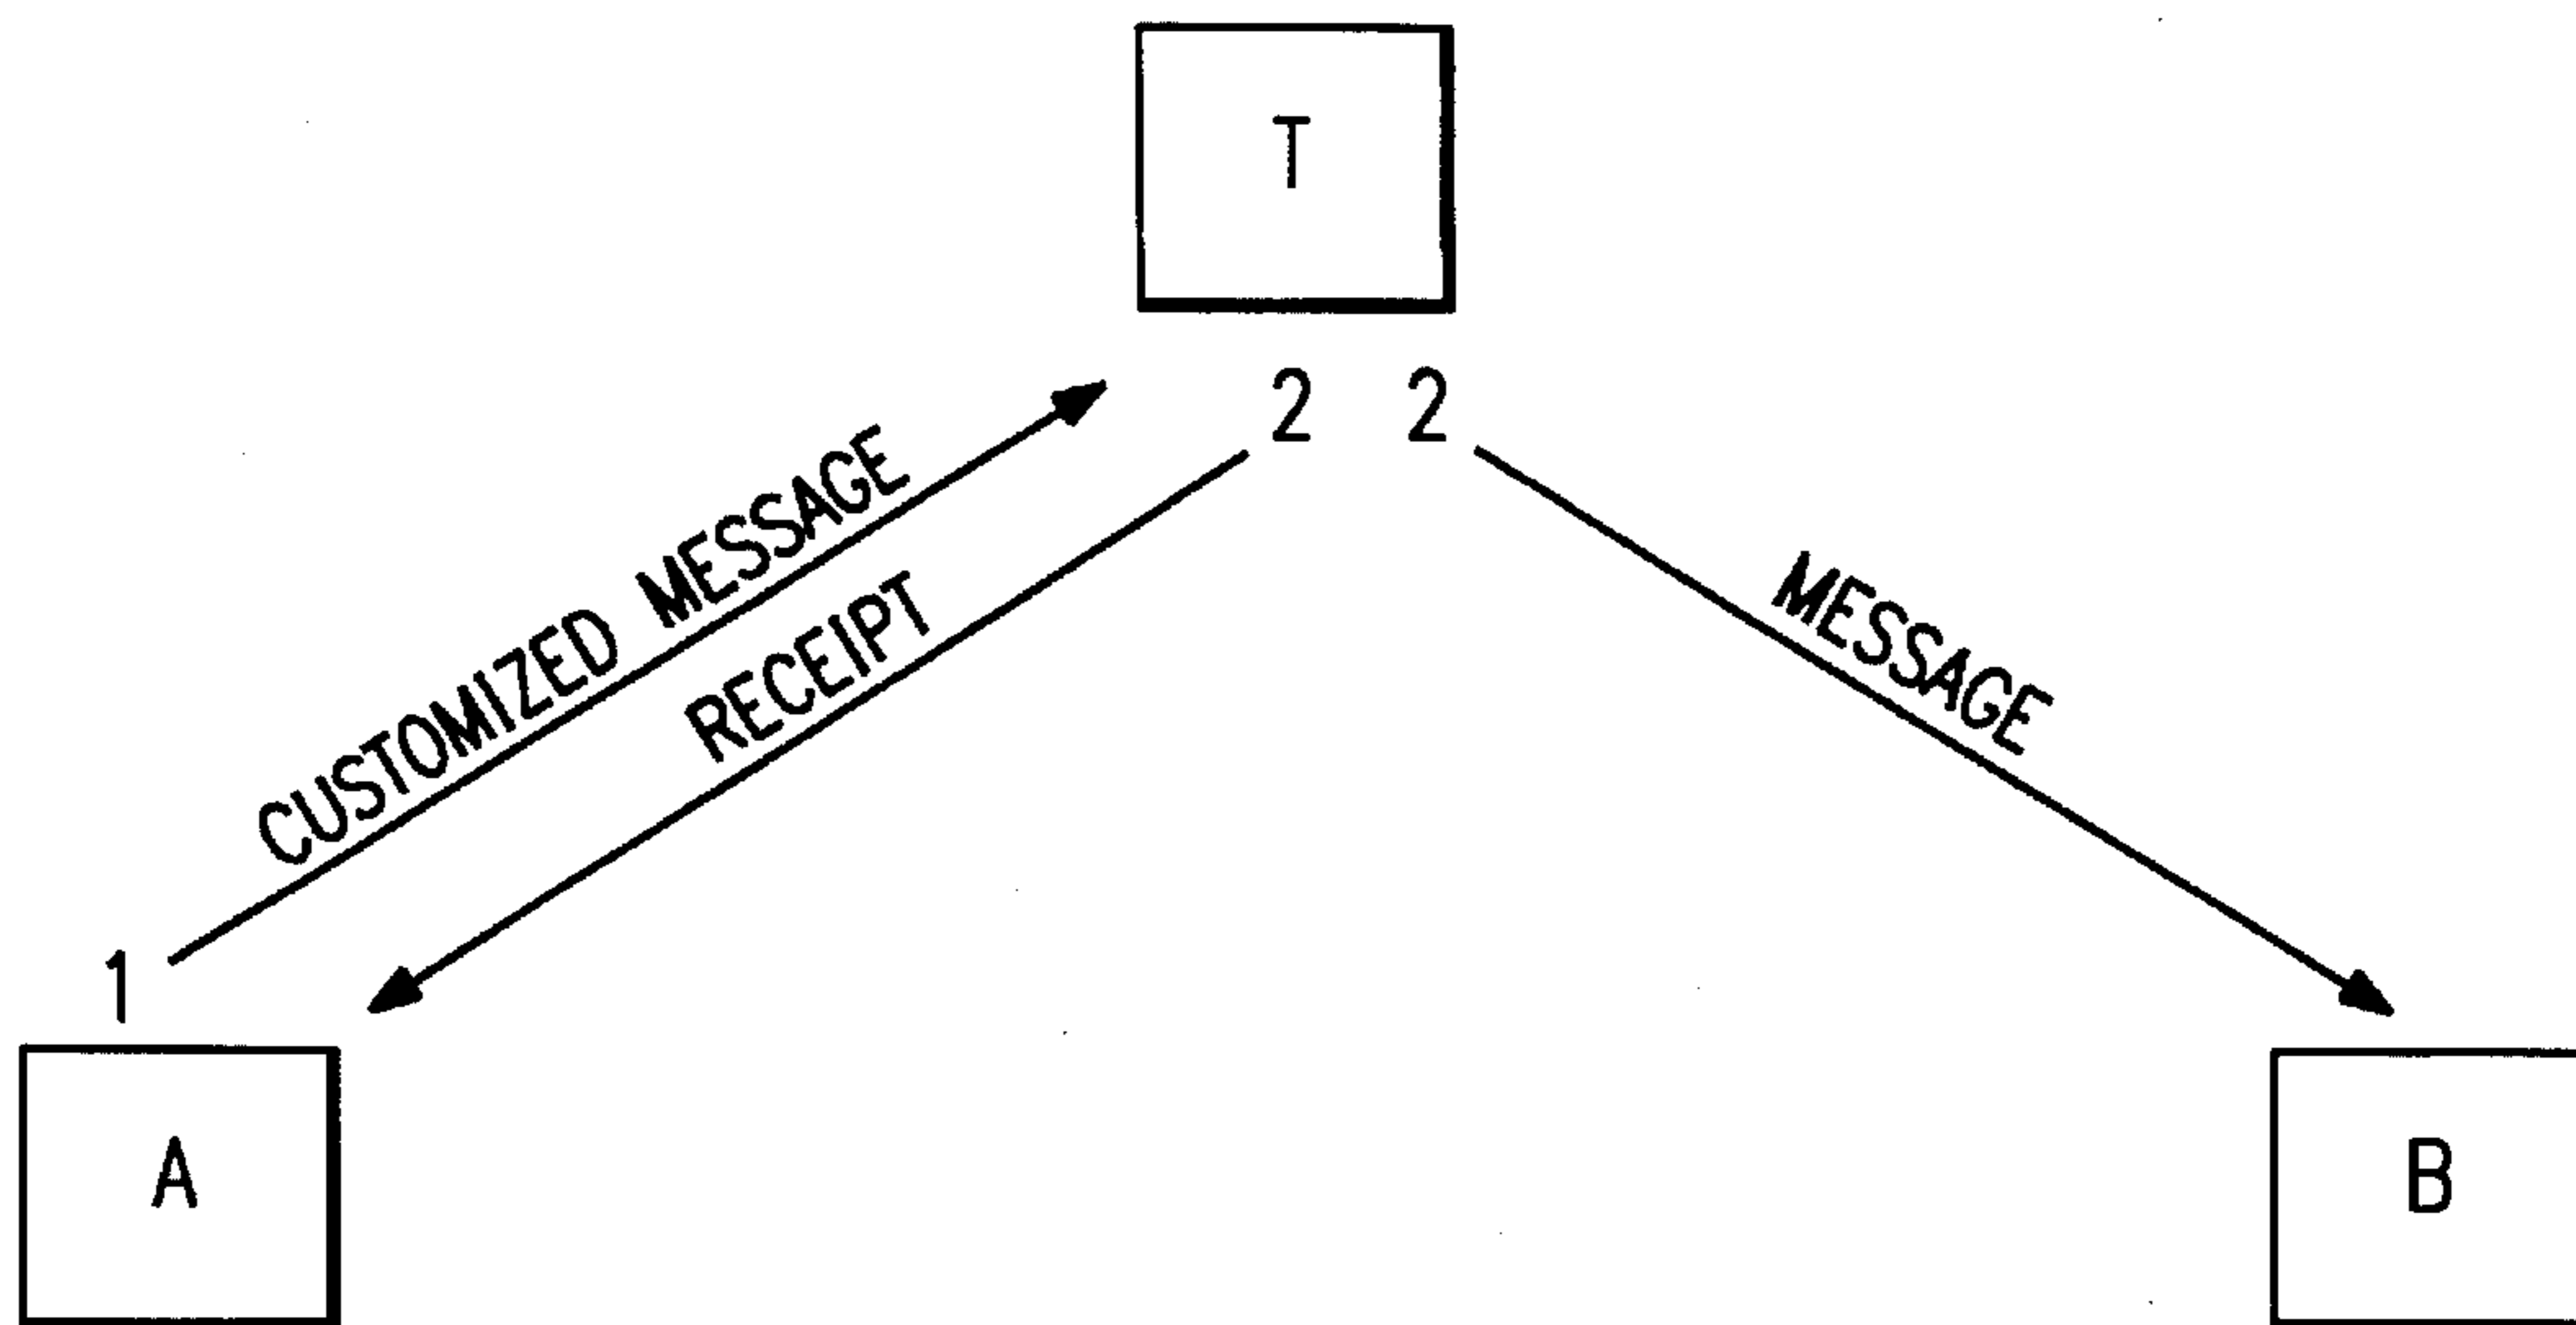 T
2 2
CUSTOMIZED MESSAGE
RECEIPT
MESSAGE
1
A
B